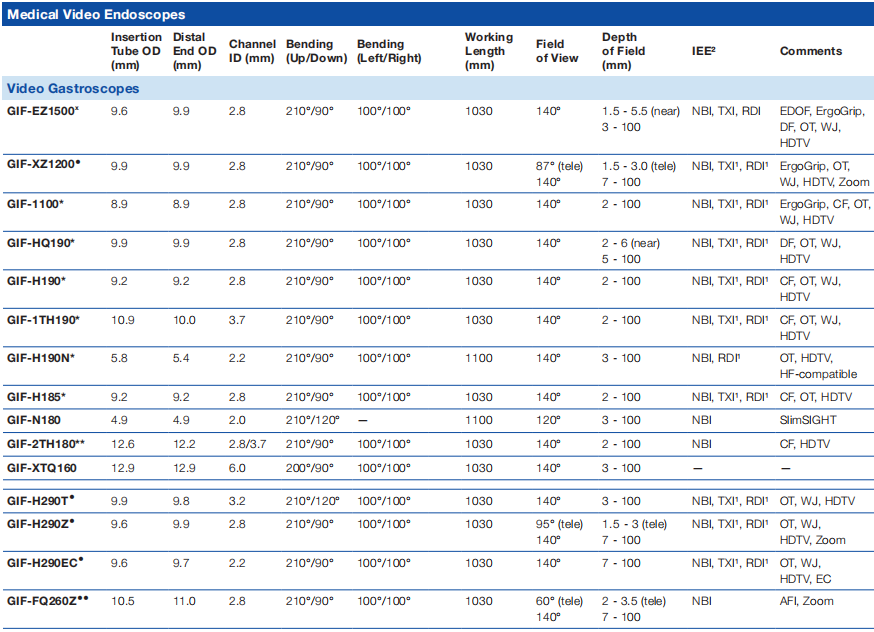 Medical Video Endoscopes
Insertion Tube OD (mm) Distal End OD (mm) Channel ID (mm) Bending (Up/Down) Bending (Left/Right) Working Length (mm) Field of View Depth of Field (mm) IEE² Comments
Video Gastroscopes
GIF-EZ1500ˣ 9.6 9.9 2.8 210°/90° 100°/100° 1030 140° 1.5 - 5.5 (near) NBI, TXI, RDI EDOF, ErgoGrip,
3 - 100 DF, OT, WJ,
HDTV
GIF-XZ1200● 9.9 9.9 2.8 210°/90° 100°/100° 1030 87° (tele) 1.5 - 3.0 (tele) NBI, TXI¹, RDI¹ ErgoGrip, OT,
140° 7 - 100 WJ, HDTV, Zoom
GIF-1100* 8.9 8.9 2.8 210°/90° 100°/100° 1030 140° 2 - 100 NBI, TXI¹, RDI¹ ErgoGrip, CF, OT,
WJ, HDTV
GIF-HQ190* 9.9 9.9 2.8 210°/90° 100°/100° 1030 140° 2 - 6 (near) NBI, TXI¹, RDI¹ DF, OT, WJ,
5 - 100 HDTV
GIF-H190* 9.2 9.2 2.8 210°/90° 100°/100° 1030 140° 2 - 100 NBI, TXI¹, RDI¹ CF, OT, WJ,
HDTV
GIF-1TH190* 10.9 10.0 3.7 210°/90° 100°/100° 1030 140° 2 - 100 NBI, TXI¹, RDI¹ CF, OT, WJ,
HDTV
GIF-H190N* 5.8 5.4 2.2 210°/90° 100°/100° 1100 140° 3 - 100 NBI, RDI¹ OT, HDTV,
HF-compatible
GIF-H185* 9.2 9.2 2.8 210°/90° 100°/100° 1030 140° 2 - 100 NBI, TXI¹, RDI¹ CF, OT, HDTV
GIF-N180 4.9 4.9 2.0 210°/120° — 1100 120° 3 - 100 NBI SlimSIGHT
GIF-2TH180** 12.6 12.2 2.8/3.7 210°/90° 100°/100° 1030 140° 2 - 100 NBI CF, HDTV
GIF-XTQ160 12.9 12.9 6.0 200°/90° 100°/100° 1030 140° 3 - 100 — —
GIF-H290T● 9.9 9.8 3.2 210°/120° 100°/100° 1030 140° 3 - 100 NBI, TXI¹, RDI¹ OT, WJ, HDTV
GIF-H290Z● 9.6 9.9 2.8 210°/90° 100°/100° 1030 95° (tele) 1.5 - 3 (tele) NBI, TXI¹, RDI¹ OT, WJ,
140° 7 - 100 HDTV, Zoom
GIF-H290EC● 9.6 9.7 2.2 210°/90° 100°/100° 1030 140° 7 - 100 NBI, TXI¹, RDI¹ OT, WJ,
HDTV, EC
GIF-FQ260Z●● 10.5 11.0 2.8 210°/90° 100°/100° 1030 60° (tele) 2 - 3.5 (tele) NBI AFI, Zoom
140° 7 - 100